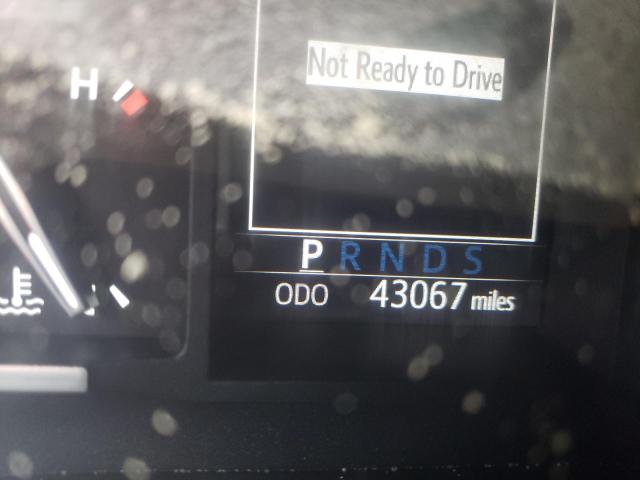 Not Ready to Drive
H
P R N D S
ODO 43067 miles